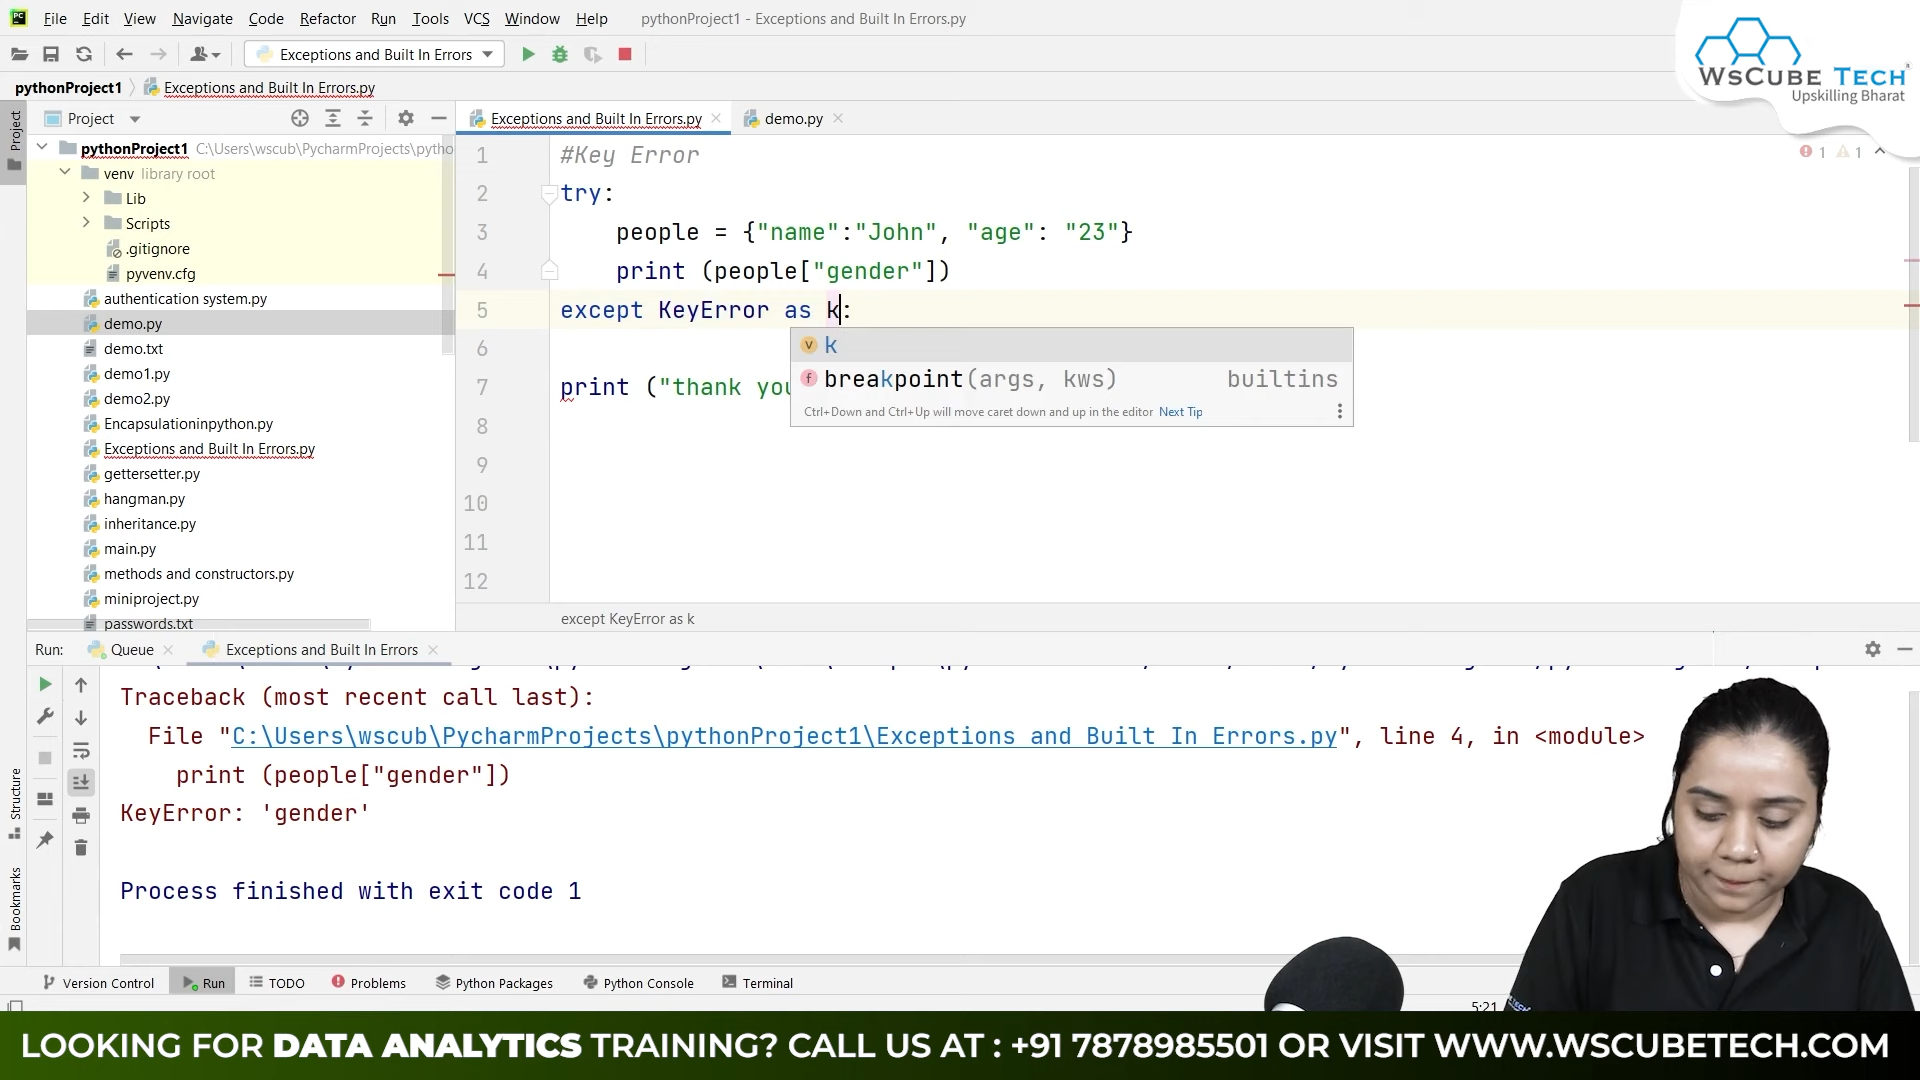 File Edit View Navigate Code Refactor Run Tools VCS Window Help pythonProject1 - Exceptions and Built In Errors.py
Exceptions and Built In Errors
WsCube Tech
Upskilling Bharat
pythonProject1 Exceptions and Built In Errors.py
Project
Project
Exceptions and Built In Errors.py
demo.py
pythonProject1 C:\Users\wscub\PycharmProjects\pytho
venv library root
Lib
Scripts
.gitignore
pyvenv.cfg
authentication system.py
demo.py
demo.txt
demo1.py
demo2.py
Encapsulationinpython.py
Exceptions and Built In Errors.py
gettersetter.py
hangman.py
inheritance.py
main.py
methods and constructors.py
miniproject.py
passwords.txt
1 #Key Error
2 try:
3 people = {"name":"John", "age": "23"}
4 print (people["gender"])
5 except KeyError as k:
6
7 print ("thank you
8
9
10
11
12
1 1
k
breakpoint(args, kws) builtins
Ctrl+Down and Ctrl+Up will move caret down and up in the editor Next Tip
except KeyError as k
Run: Queue Exceptions and Built In Errors
Traceback (most recent call last):
File "C:\Users\wscub\PycharmProjects\pythonProject1\Exceptions and Built In Errors.py", line 4, in <module>
print (people["gender"])
KeyError: 'gender'
Process finished with exit code 1
Structure
Bookmarks
Version Control Run TODO Problems Python Packages Python Console Terminal
5:21
LOOKING FOR DATA ANALYTICS TRAINING? CALL US AT : +91 7878985501 OR VISIT WWW.WSCUBETECH.COM